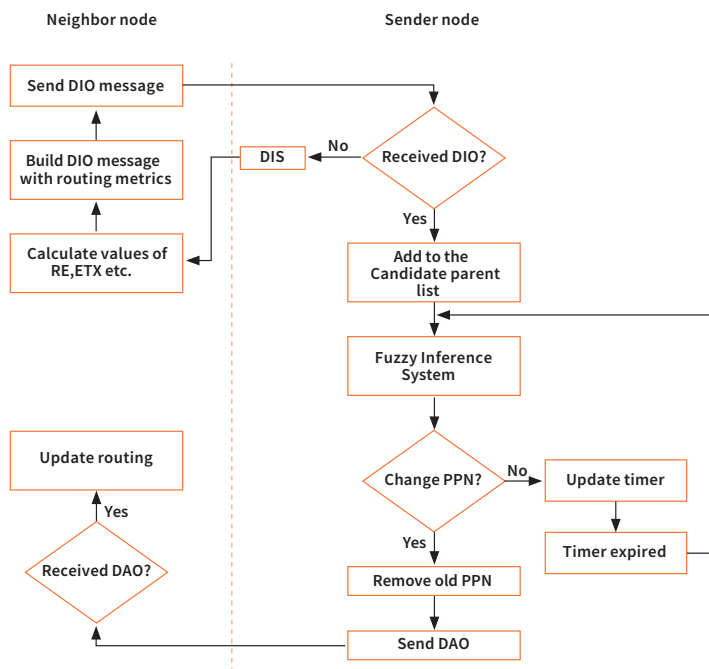 Neighbor node
Sender node
Send DIO message
Build DIO message
with routing metrics
DIS
No
Received DIO?
Calculate values of
RE,ETX etc.
Yes
Add to the
Candidate parent
list
Fuzzy Inference
System
Update routing
Change PPN?
No
Update timer
Yes
Received DAO?
Yes
Timer expired
Remove old PPN
Send DAO